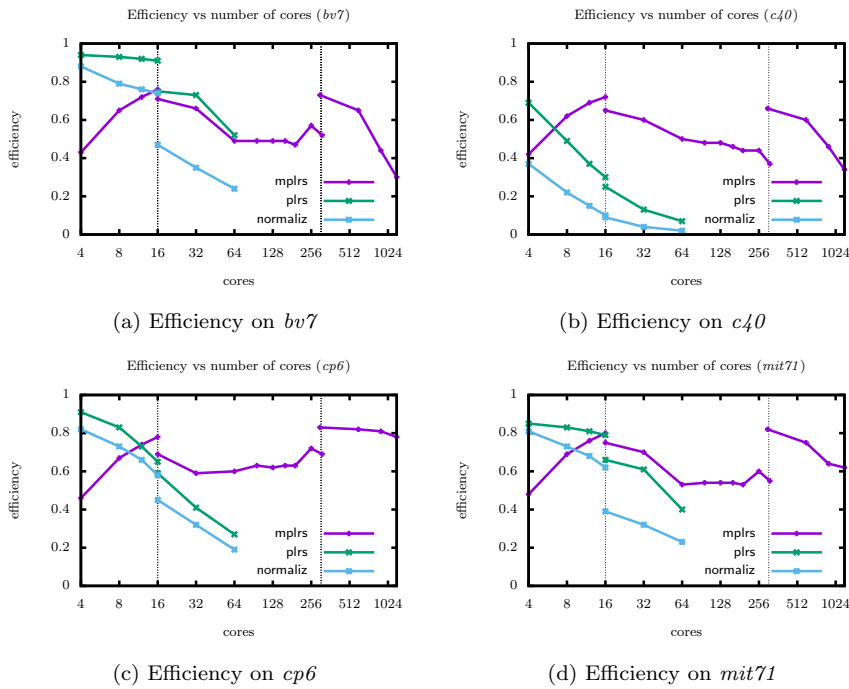 Efficiency vs number of cores (bv7)
1
0.8
0.6
0.4
0.2
0
efficiency
mplrs
plrs
normaliz
4 8 16 32 64 128 256 512 1024
cores
(a) Efficiency on bv7
Efficiency vs number of cores (c40)
1
0.8
0.6
0.4
0.2
0
efficiency
mplrs
plrs
normaliz
4 8 16 32 64 128 256 512 1024
cores
(b) Efficiency on c40
Efficiency vs number of cores (cp6)
1
0.8
0.6
0.4
0.2
0
efficiency
mplrs
plrs
normaliz
4 8 16 32 64 128 256 512 1024
cores
(c) Efficiency on cp6
Efficiency vs number of cores (mit71)
1
0.8
0.6
0.4
0.2
0
efficiency
mplrs
plrs
normaliz
4 8 16 32 64 128 256 512 1024
cores
(d) Efficiency on mit71